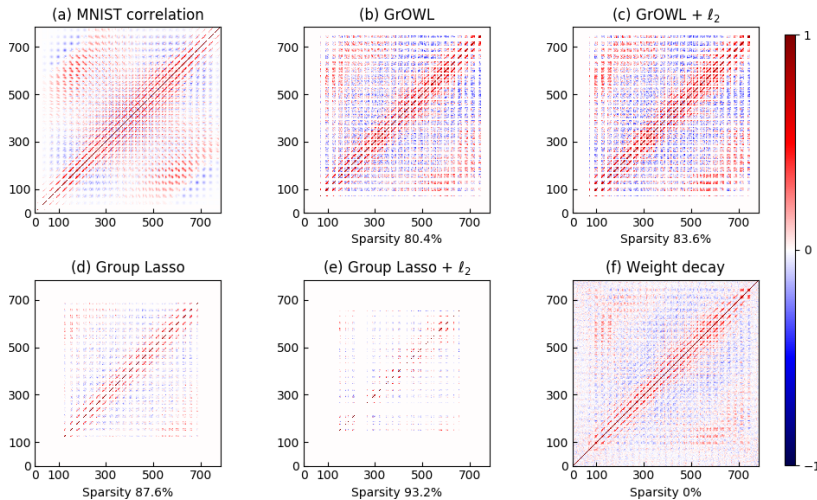 (a) MNIST correlation
(b) GrOWL
(c) GrOWL + ℓ₂
700
500
300
100
0
0 100 300 500 700
700
500
300
100
0
0 100 300 500 700
Sparsity 80.4%
700
500
300
100
0
0 100 300 500 700
Sparsity 83.6%
(d) Group Lasso
(e) Group Lasso + ℓ₂
(f) Weight decay
700
500
300
100
0
0 100 300 500 700
Sparsity 87.6%
700
500
300
100
0
0 100 300 500 700
Sparsity 93.2%
700
500
300
100
0
0 100 300 500 700
Sparsity 0%
1
0
−1